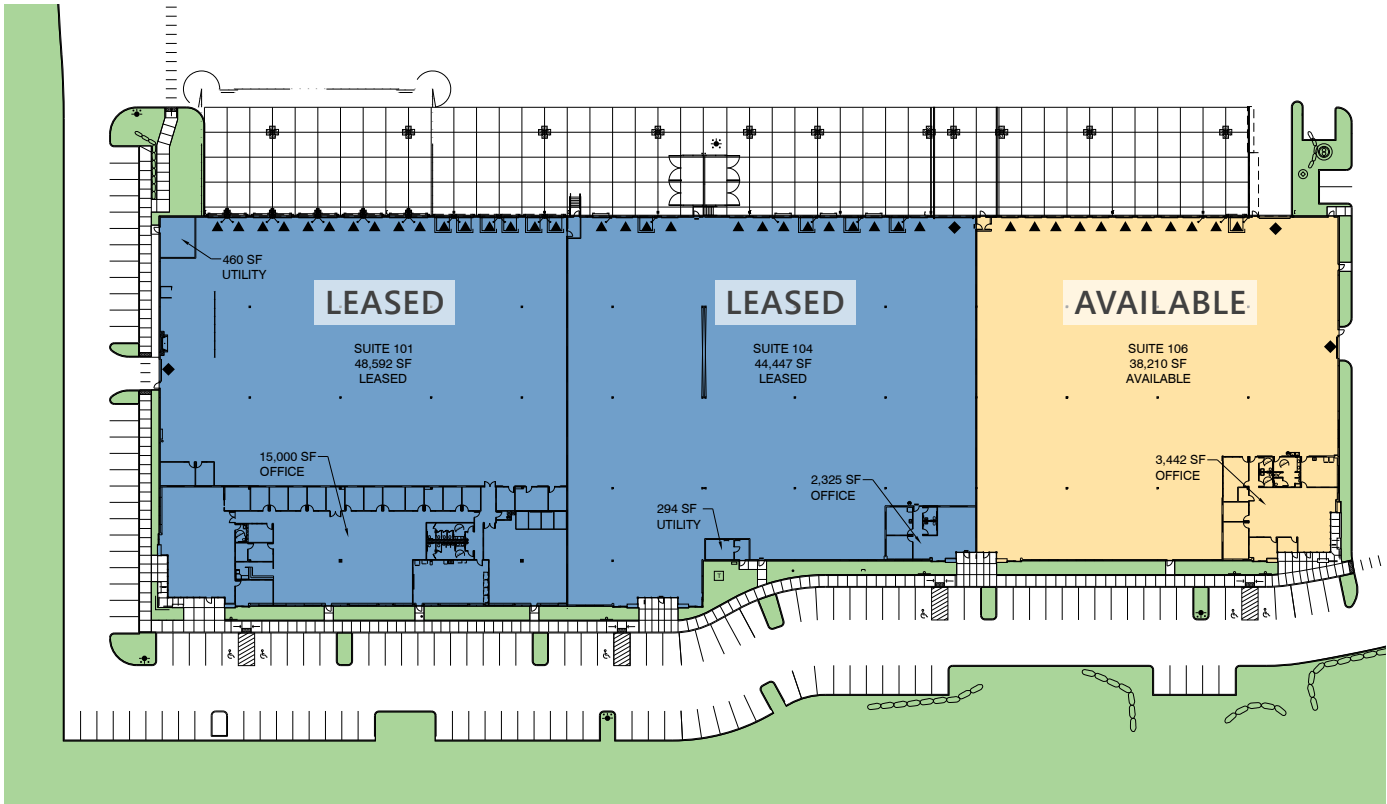 460 SF
UTILITY
LEASED
SUITE 101
48,592 SF
LEASED
LEASED
SUITE 104
44,447 SF
LEASED
AVAILABLE
SUITE 106
38,210 SF
AVAILABLE
15,000 SF
OFFICE
294 SF
UTILITY
2,325 SF
OFFICE
3,442 SF
OFFICE
T